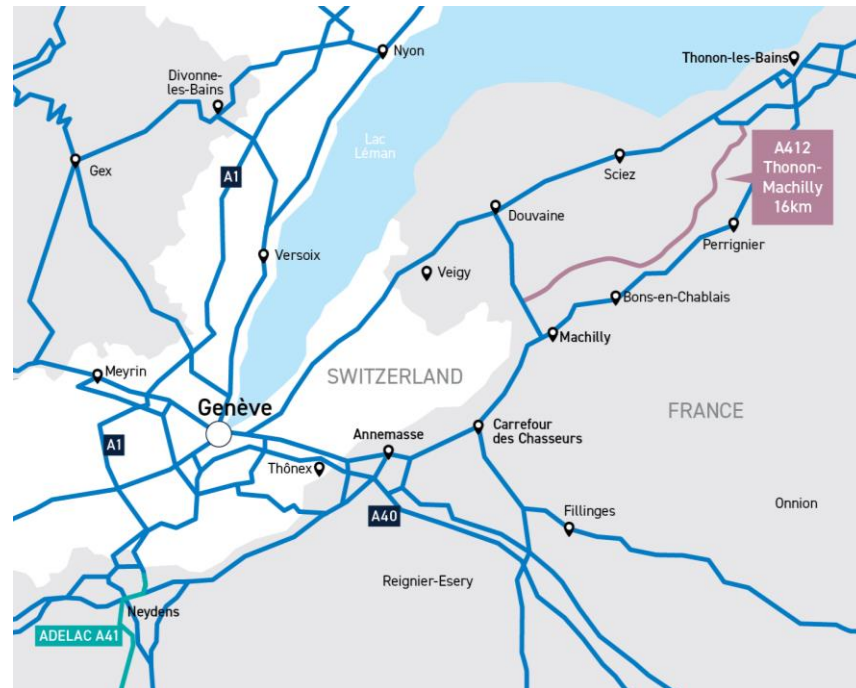 Nyon
Thonon-les-Bains
Divonne-
les-Bains
Lac
Léman
A412
Thonon-
Machilly
16km
Gex
A1
Sciez
Douvaine
Perrignier
Versoix
Veigy
Bons-en-Chablais
Machilly
Meyrin
SWITZERLAND
FRANCE
Genève
Annemasse
Carrefour
des Chasseurs
A1
Thônex
A40
Fillinges
Onnion
Reignier-Esery
Neydens
ADELAC A41